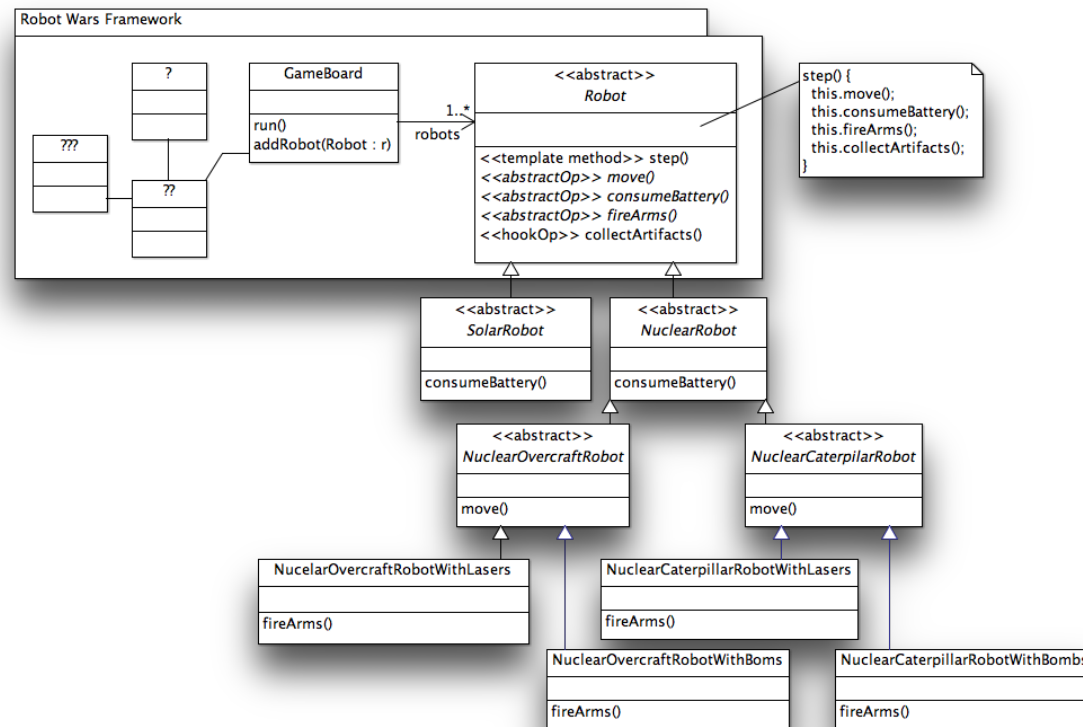 Robot Wars Framework
?
???
??
GameBoard
run()
addRobot(Robot : r)
1..*
robots
<<abstract>>
Robot
<<template method>> step()
<<abstractOp>> move()
<<abstractOp>> consumeBattery()
<<abstractOp>> fireArms()
<<hookOp>> collectArtifacts()
step() {
this.move();
this.consumeBattery();
this.fireArms();
this.collectArtifacts();
}
<<abstract>>
SolarRobot
consumeBattery()
<<abstract>>
NuclearRobot
consumeBattery()
<<abstract>>
NuclearOvercraftRobot
move()
<<abstract>>
NuclearCaterpilarRobot
move()
NucelarOvercraftRobotWithLasers
fireArms()
NuclearCaterpillarRobotWithLasers
fireArms()
NuclearOvercraftRobotWithBoms
fireArms()
NuclearCaterpillarRobotWithBombs
fireArms()